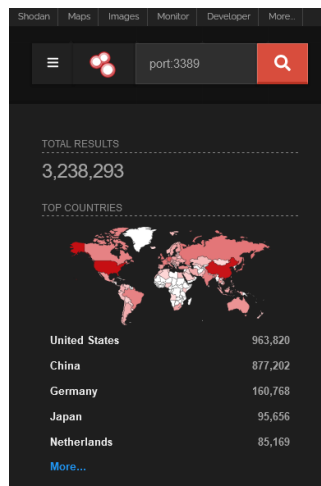 Shodan Maps Images Monitor Developer More...
port:3389
TOTAL RESULTS
3,238,293
TOP COUNTRIES
United States 963,820
China 877,202
Germany 160,768
Japan 95,656
Netherlands 85,169
More...